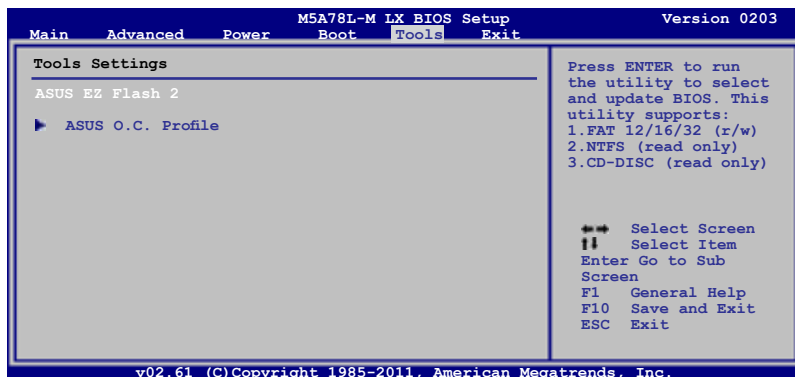 M5A78L-M LX BIOS Setup Version 0203
Main Advanced Power Boot Tools Exit
Tools Settings
ASUS EZ Flash 2
ASUS O.C. Profile
Press ENTER to run
the utility to select
and update BIOS. This
utility supports:
1.FAT 12/16/32 (r/w)
2.NTFS (read only)
3.CD-DISC (read only)
Select Screen
Select Item
Enter Go to Sub
Screen
F1 General Help
F10 Save and Exit
ESC Exit
v02.61 (C)Copyright 1985-2011, American Megatrends, Inc.